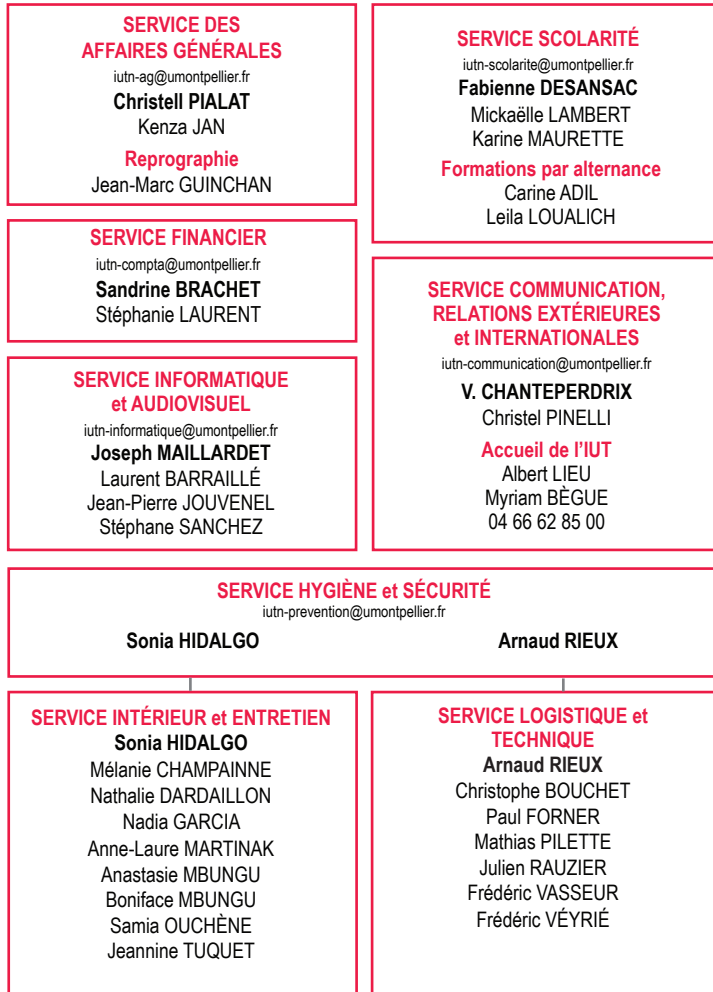 SERVICE DES
AFFAIRES GÉNÉRALES
iutn-ag@umontpellier.fr
Christell PIALAT
Kenza JAN
Reprographie
Jean-Marc GUINCHAN
SERVICE FINANCIER
iutn-compta@umontpellier.fr
Sandrine BRACHET
Stéphanie LAURENT
SERVICE INFORMATIQUE
et AUDIOVISUEL
iutn-informatique@umontpellier.fr
Joseph MAILLARDET
Laurent BARRAILLÉ
Jean-Pierre JOUVENEL
Stéphane SANCHEZ
SERVICE SCOLARITÉ
iutn-scolarite@umontpellier.fr
Fabienne DESANSAC
Mickaëlle LAMBERT
Karine MAURETTE
Formations par alternance
Carine ADIL
Leila LOUALICH
SERVICE COMMUNICATION,
RELATIONS EXTÉRIEURES
et INTERNATIONALES
iutn-communication@umontpellier.fr
V. CHANTEPERDRIX
Christel PINELLI
Accueil de l’IUT
Albert LIEU
Myriam BÈGUE
04 66 62 85 00
SERVICE HYGIÈNE et SÉCURITÉ
iutn-prevention@umontpellier.fr
Sonia HIDALGO
Arnaud RIEUX
SERVICE INTÉRIEUR et ENTRETIEN
Sonia HIDALGO
Mélanie CHAMPAINNE
Nathalie DARDAILLON
Nadia GARCIA
Anne-Laure MARTINAK
Anastasie MBUNGU
Boniface MBUNGU
Samia OUCHÈNE
Jeannine TUQUET
SERVICE LOGISTIQUE et
TECHNIQUE
Arnaud RIEUX
Christophe BOUCHET
Paul FORNER
Mathias PILETTE
Julien RAUZIER
Frédéric VASSEUR
Frédéric VÉYRIÉ